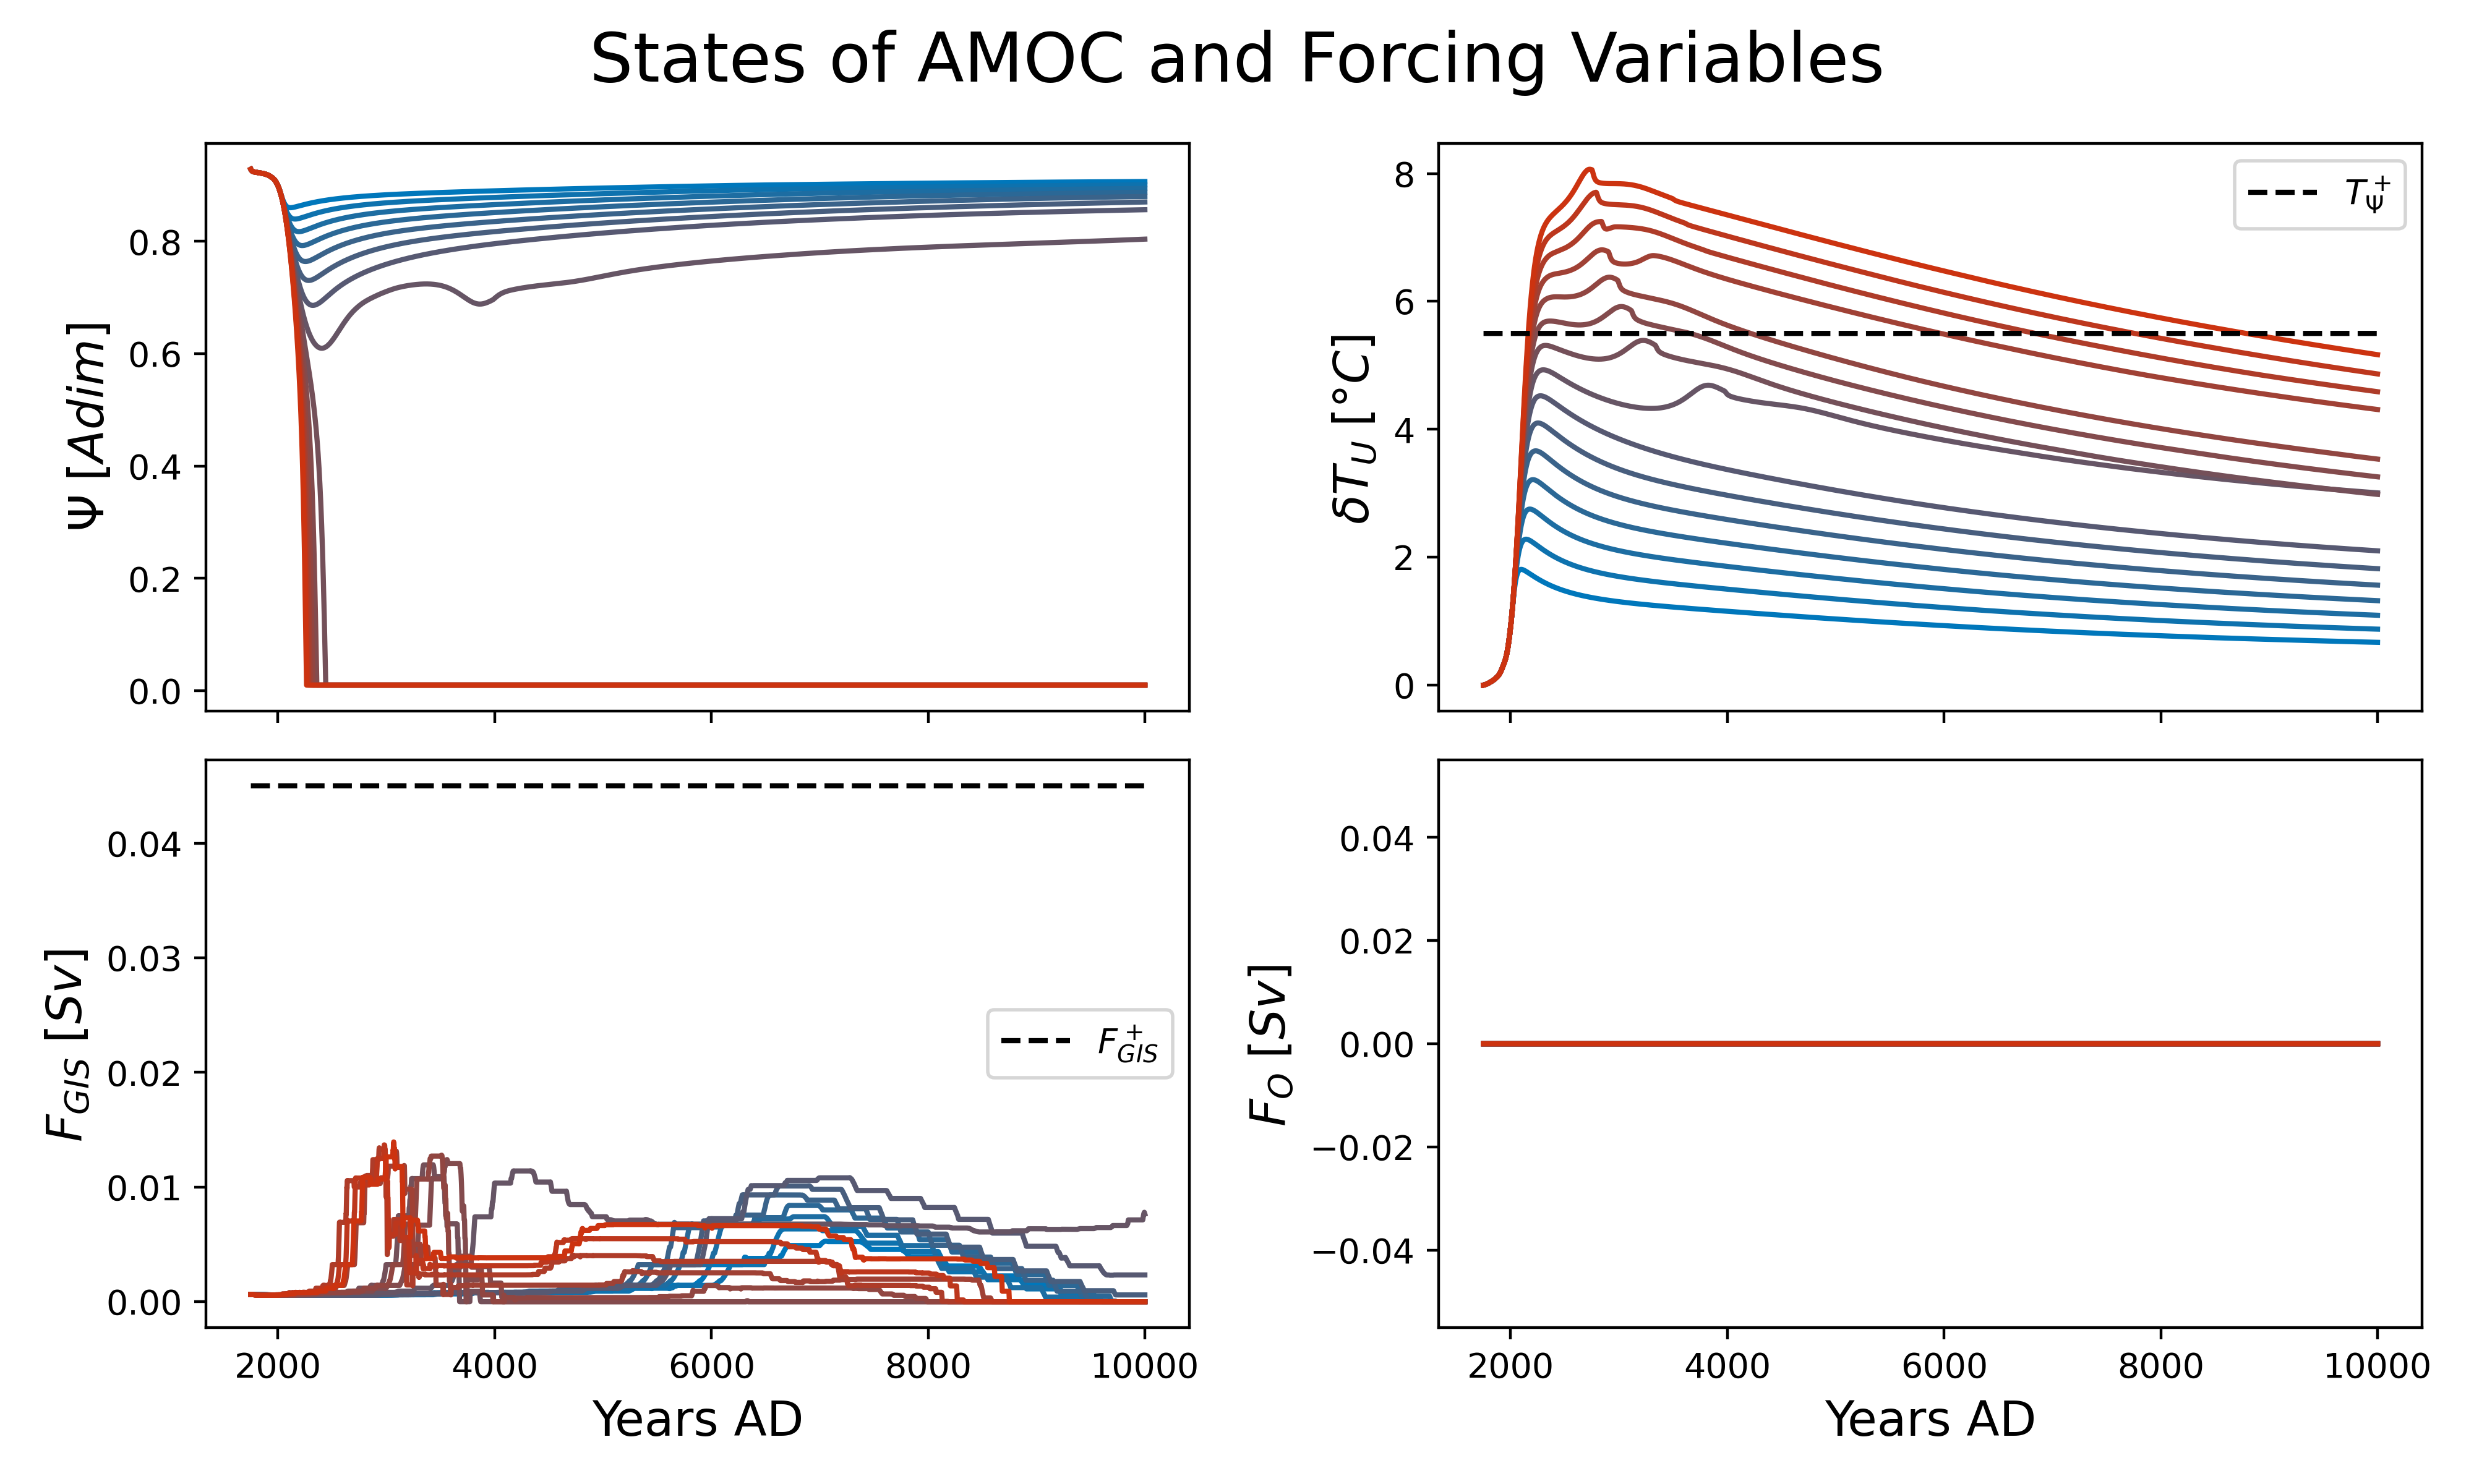 States of AMOC and Forcing Variables
Ψ [Adim]
0.8
0.6
0.4
0.2
0.0
δT_U [°C]
8
6
4
2
0
T_Ψ^+
F_GIS [Sv]
0.04
0.03
0.02
0.01
0.00
F_GIS^+
2000 4000 6000 8000 10000
Years AD
F_O [Sv]
0.04
0.02
0.00
−0.02
−0.04
2000 4000 6000 8000 10000
Years AD